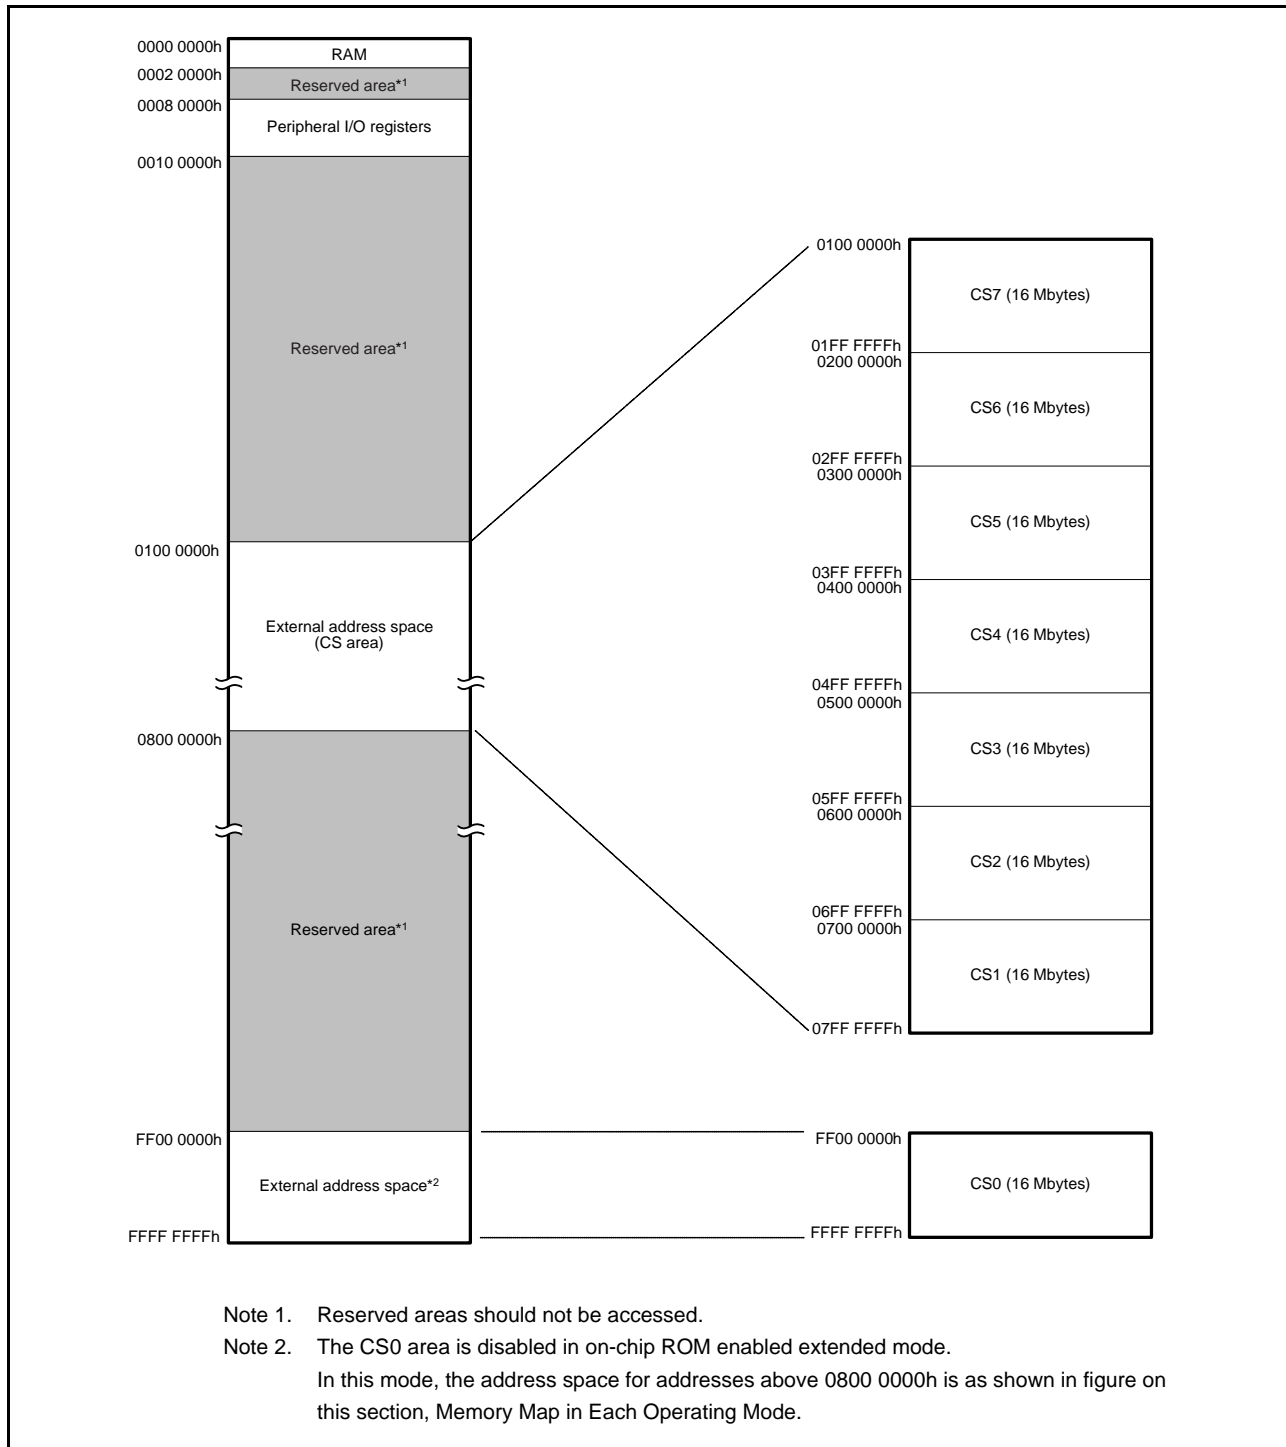 0000 0000h
RAM
0002 0000h
Reserved area*1
0008 0000h
Peripheral I/O registers
0010 0000h
Reserved area*1
0100 0000h
External address space
(CS area)
0800 0000h
Reserved area*1
FF00 0000h
External address space*2
FFFF FFFFh
0100 0000h
CS7 (16 Mbytes)
01FF FFFFh
0200 0000h
CS6 (16 Mbytes)
02FF FFFFh
0300 0000h
CS5 (16 Mbytes)
03FF FFFFh
0400 0000h
CS4 (16 Mbytes)
04FF FFFFh
0500 0000h
CS3 (16 Mbytes)
05FF FFFFh
0600 0000h
CS2 (16 Mbytes)
06FF FFFFh
0700 0000h
CS1 (16 Mbytes)
07FF FFFFh
FF00 0000h
CS0 (16 Mbytes)
FFFF FFFFh
Note 1. Reserved areas should not be accessed.
Note 2. The CS0 area is disabled in on-chip ROM enabled extended mode.
In this mode, the address space for addresses above 0800 0000h is as shown in figure on
this section, Memory Map in Each Operating Mode.